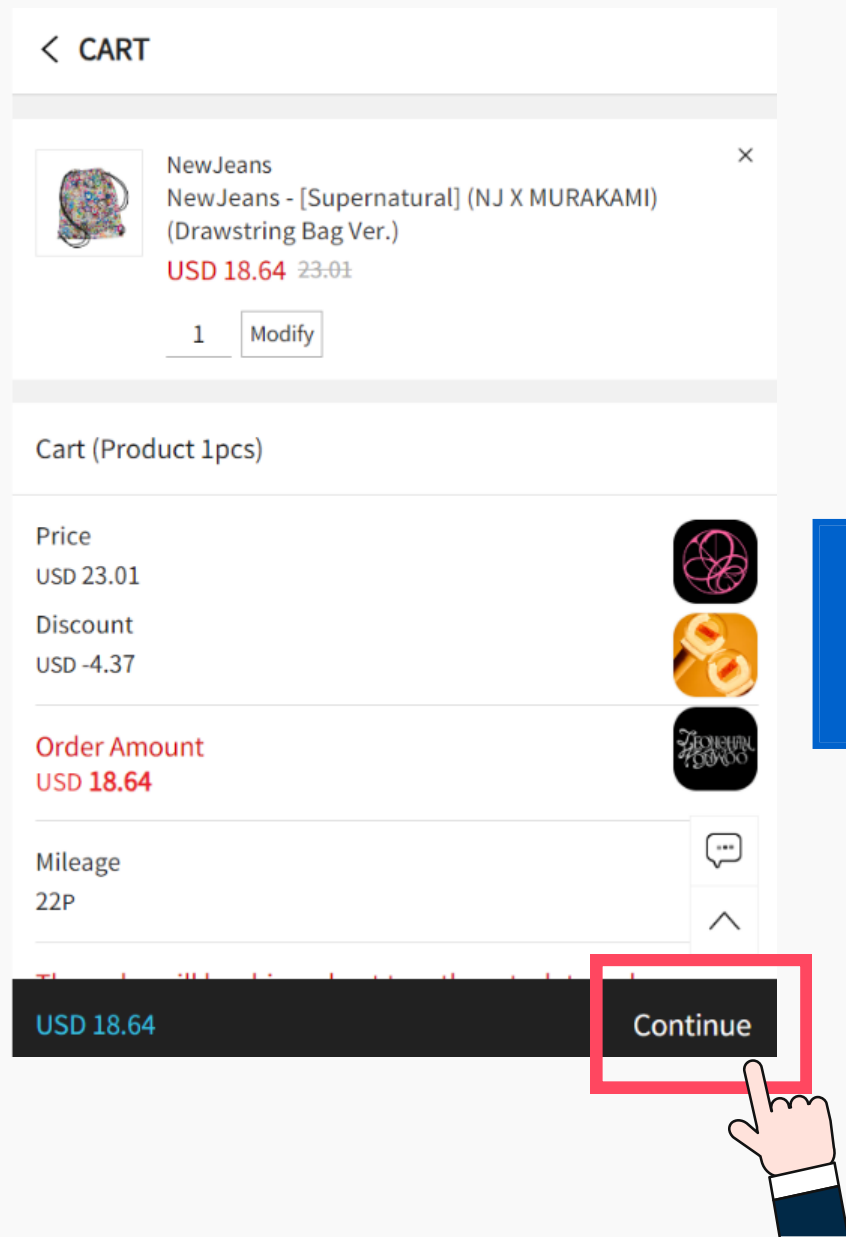 CART
NewJeans
NewJeans - [Supernatural] (NJ X MURAKAMI)
(Drawstring Bag Ver.)
USD 18.64 23.01
1 Modify
Cart (Product 1pcs)
Price
USD 23.01
Discount
USD -4.37
Order Amount
USD 18.64
Mileage
22P
USD 18.64
Continue